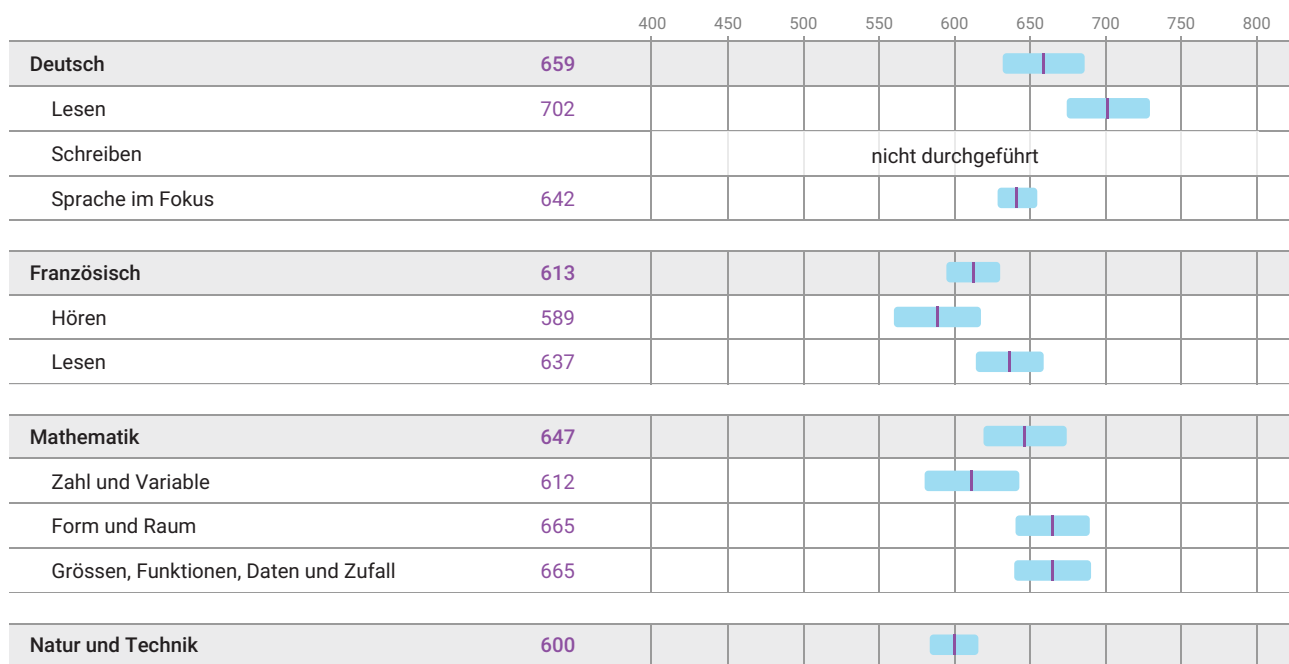 400 450 500 550 600 650 700 750 800
Deutsch 659
Lesen 702
Schreiben nicht durchgeführt
Sprache im Fokus 642
Französisch 613
Hören 589
Lesen 637
Mathematik 647
Zahl und Variable 612
Form und Raum 665
Grössen, Funktionen, Daten und Zufall 665
Natur und Technik 600